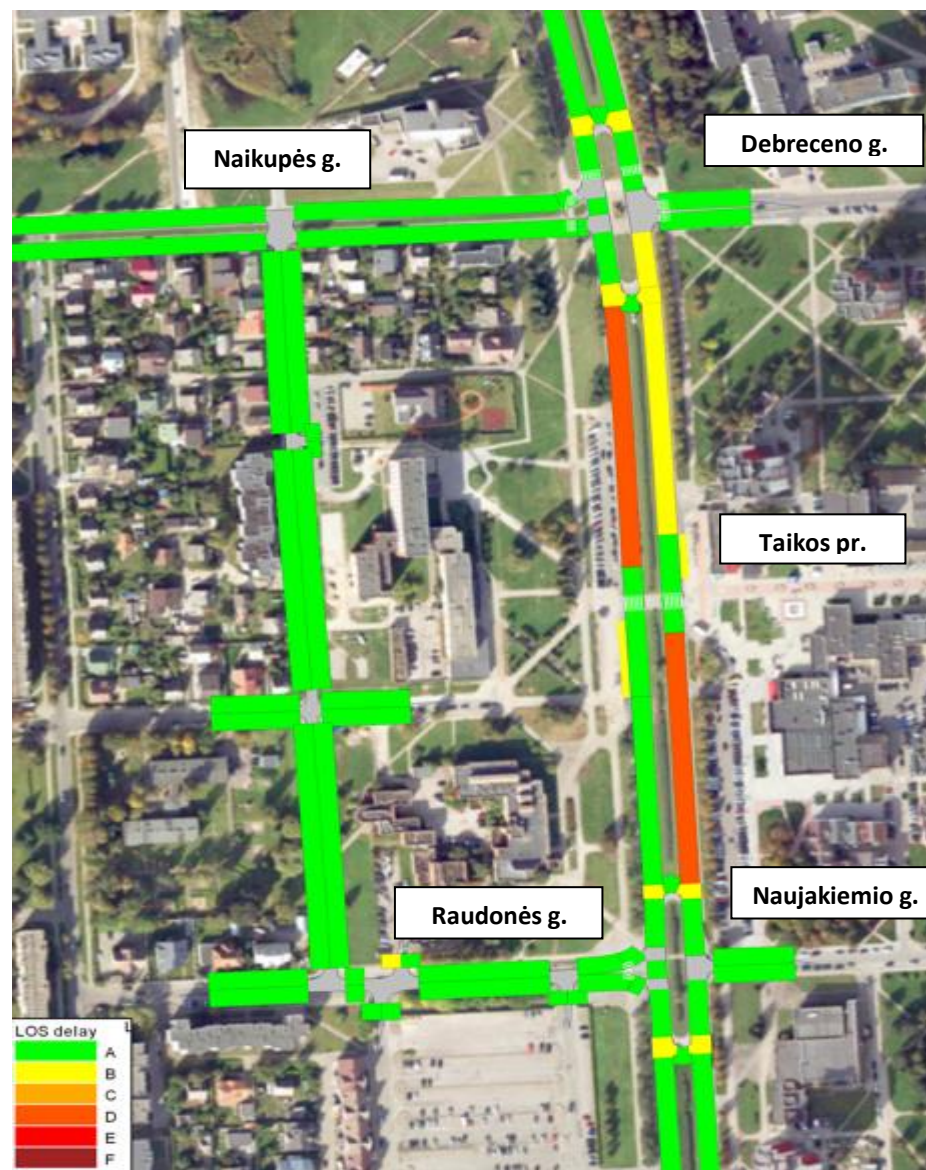 Naikupės g.
Debreceno g.
Taikos pr.
Raudonės g.
Naujakiemio g.
LOS delay
A
B
C
D
E
F